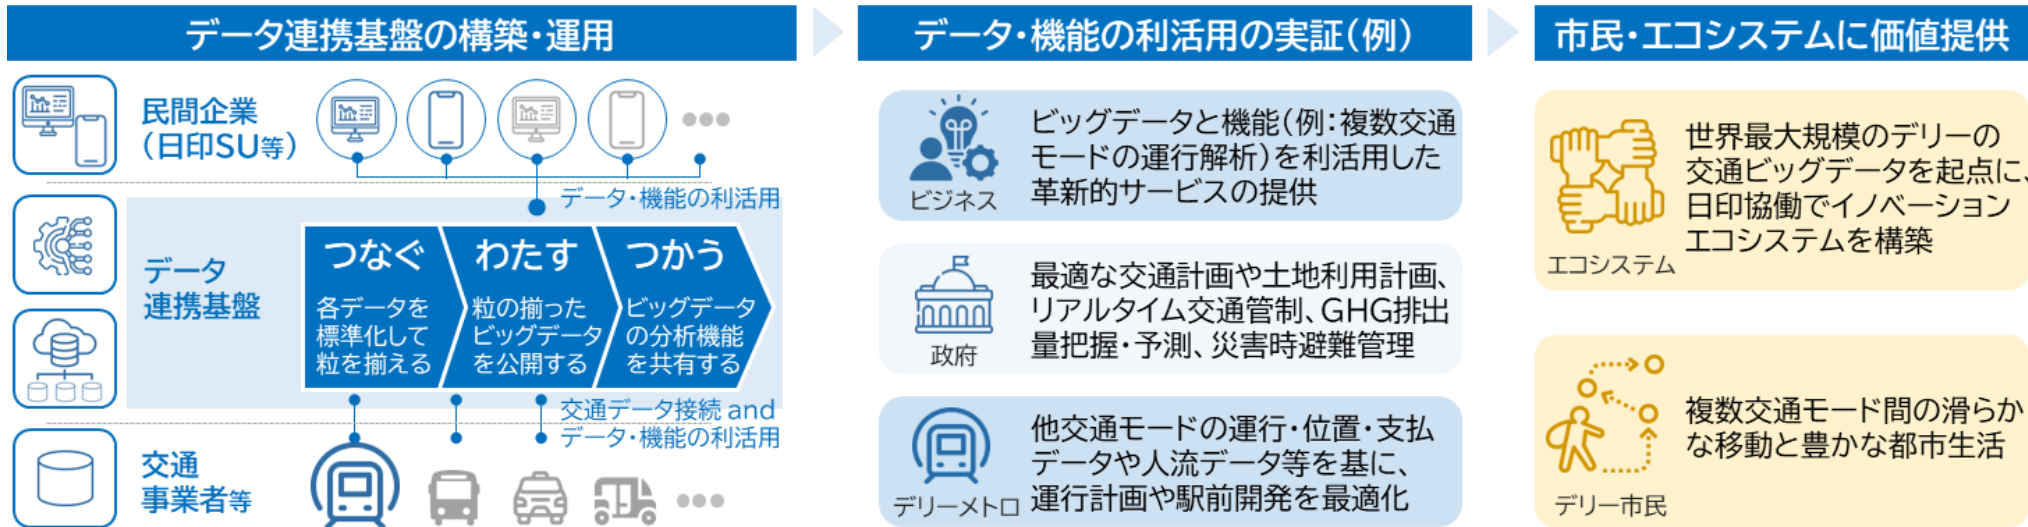 データ連携基盤の構築・運用
民間企業
（日印SU等）
データ・機能の利活用
データ
連携基盤
つなぐ
各データを
標準化して
粒を揃える
わたす
粒の揃った
ビッグデータ
を公開する
つかう
ビッグデータ
の分析機能
を共有する
交通データ接続 and
データ・機能の利活用
交通
事業者等
データ・機能の利活用の実証（例）
ビジネス
ビッグデータと機能（例：複数交通
モードの運行解析）を利活用した
革新的サービスの提供
政府
最適な交通計画や土地利用計画、
リアルタイム交通管制、GHG排出
量把握・予測、災害時避難管理
デリーメトロ
他交通モードの運行・位置・支払
データや人流データ等を基に、
運行計画や駅前開発を最適化
市民・エコシステムに価値提供
エコシステム
世界最大規模のデリーの
交通ビッグデータを起点に、
日印協働でイノベーション
エコシステムを構築
デリー市民
複数交通モード間の滑らか
な移動と豊かな都市生活